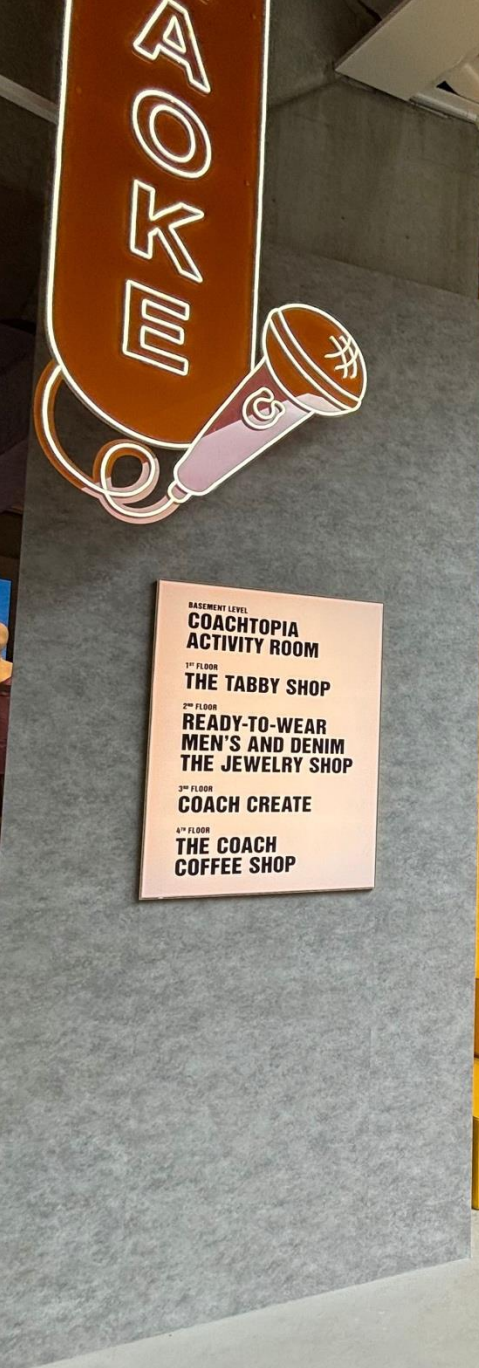 AOKE
BASEMENT LEVEL
COACHTOPIA
ACTIVITY ROOM
1ST FLOOR
THE TABBY SHOP
2ND FLOOR
READY-TO-WEAR
MEN'S AND DENIM
THE JEWELRY SHOP
3RD FLOOR
COACH CREATE
4TH FLOOR
THE COACH
COFFEE SHOP